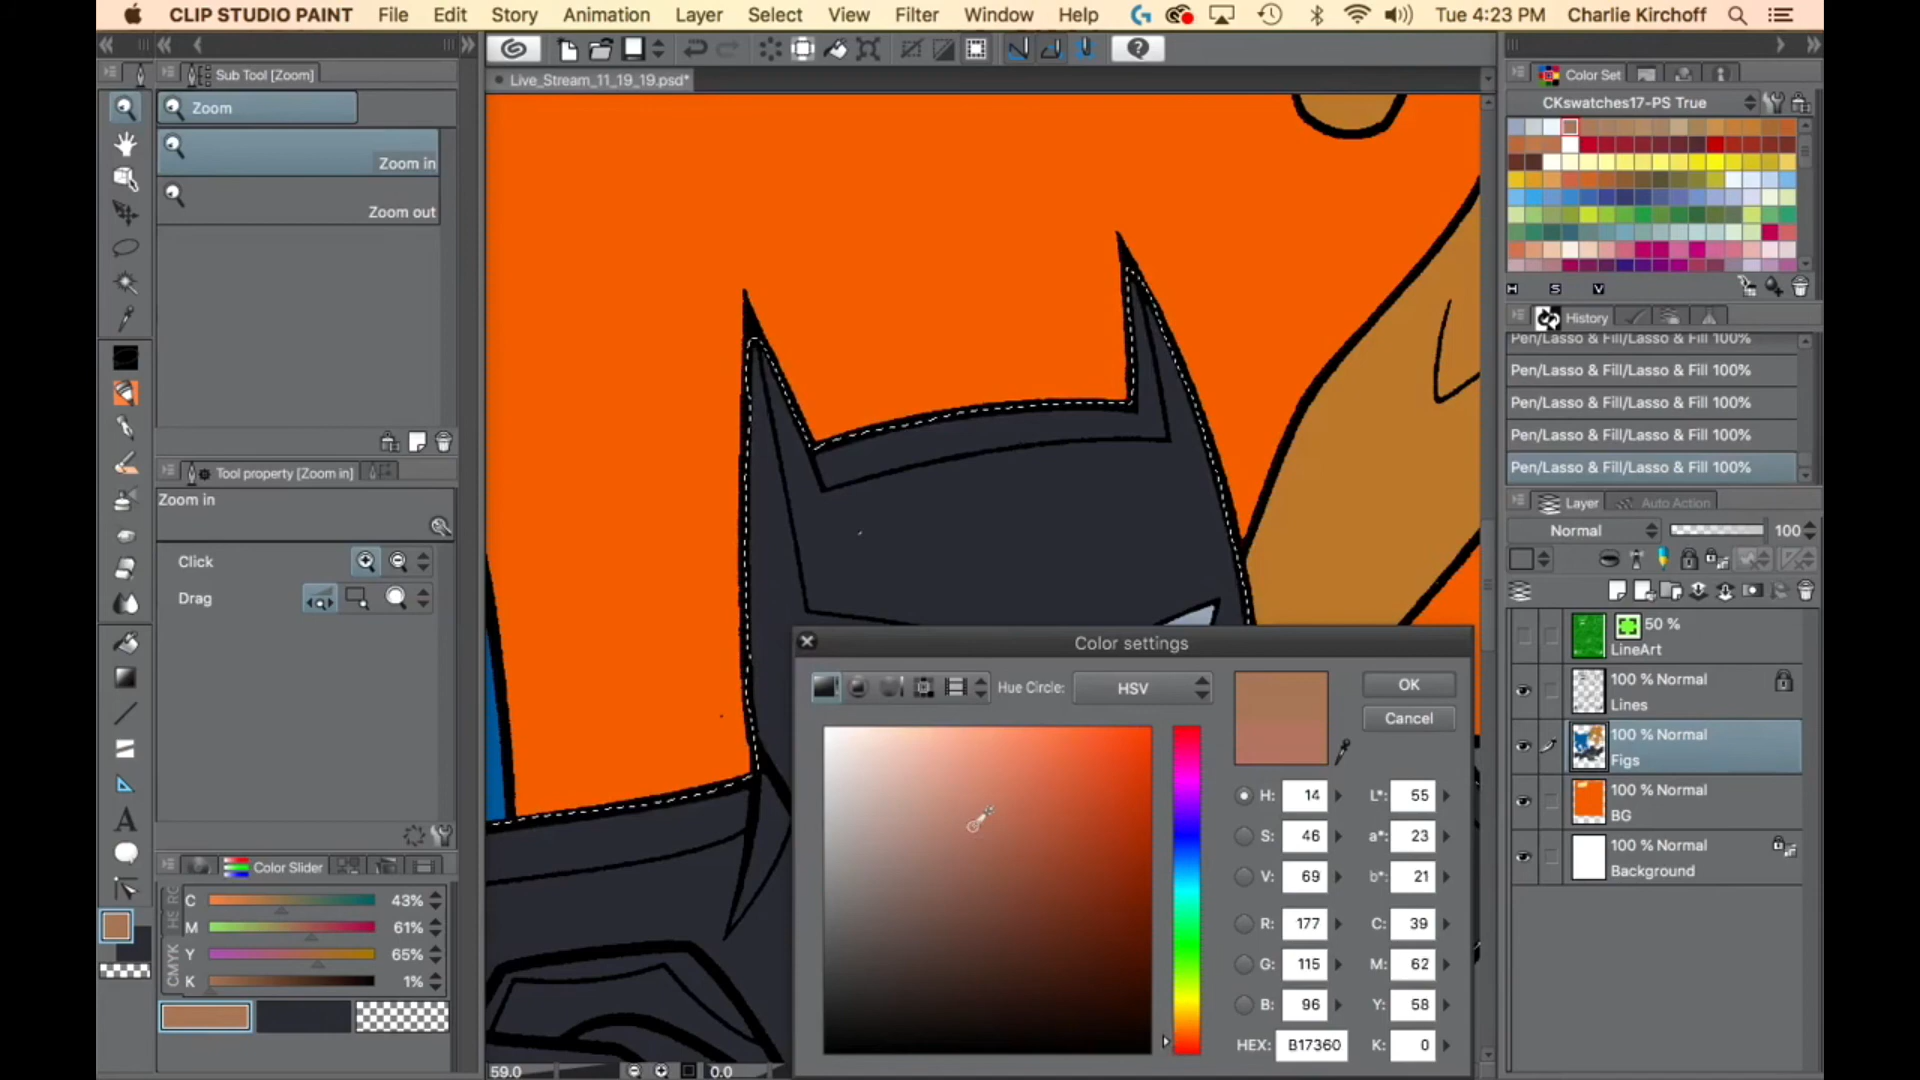 CLIP STUDIO PAINT File Edit Story Animation Layer Select View Filter Window Help Tue 4:23 PM Charlie Kirchoff
Sub Tool [Zoom]
Zoom
Zoom in
Zoom out
Tool property [Zoom in]
Zoom in
Click
Drag
Color Slider
C 43%
M 61%
Y 65%
K 1%
CMYK
Live_Stream_11_19_19.psd*
59.0 0.0
Color settings
Hue Circle: HSV
OK
Cancel
H: 14 L*: 55
S: 46 a*: 23
V: 69 b*: 21
R: 177 C: 39
G: 115 M: 62
B: 96 Y: 58
HEX: B17360 K: 0
Color Set
CKswatches17-PS True
H S V
History
Pen/Lasso & Fill/Lasso & Fill 100%
Pen/Lasso & Fill/Lasso & Fill 100%
Pen/Lasso & Fill/Lasso & Fill 100%
Pen/Lasso & Fill/Lasso & Fill 100%
Pen/Lasso & Fill/Lasso & Fill 100%
Layer Auto Action
Normal 100
50 %
LineArt
100 % Normal
Lines
100 % Normal
Figs
100 % Normal
BG
100 % Normal
Background